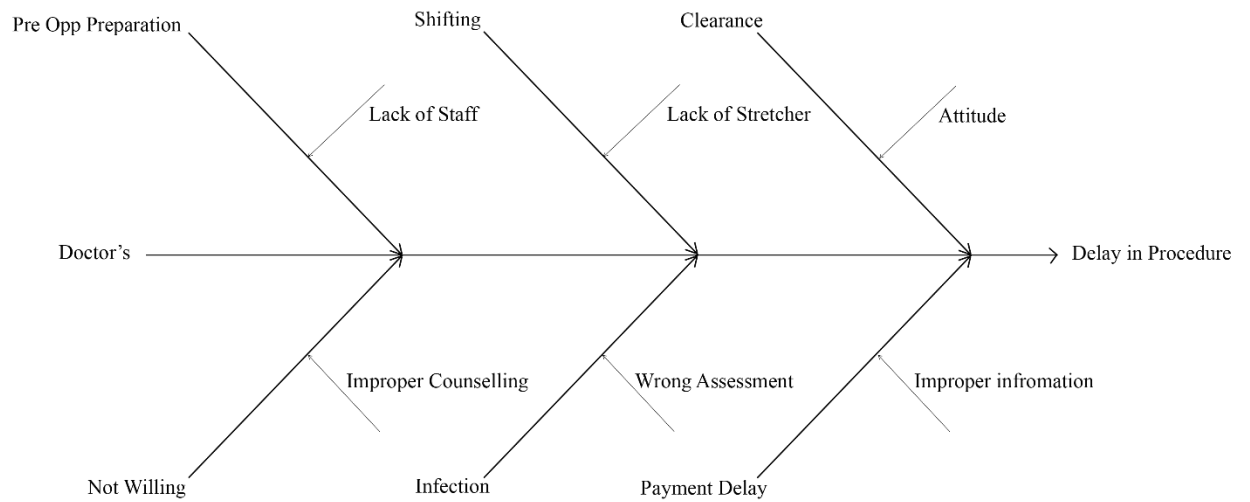 Pre Opp Preparation
Shifting
Clearance
Lack of Staff
Lack of Stretcher
Attitude
Doctor’s
Delay in Procedure
Improper Counselling
Wrong Assessment
Improper infromation
Not Willing
Infection
Payment Delay